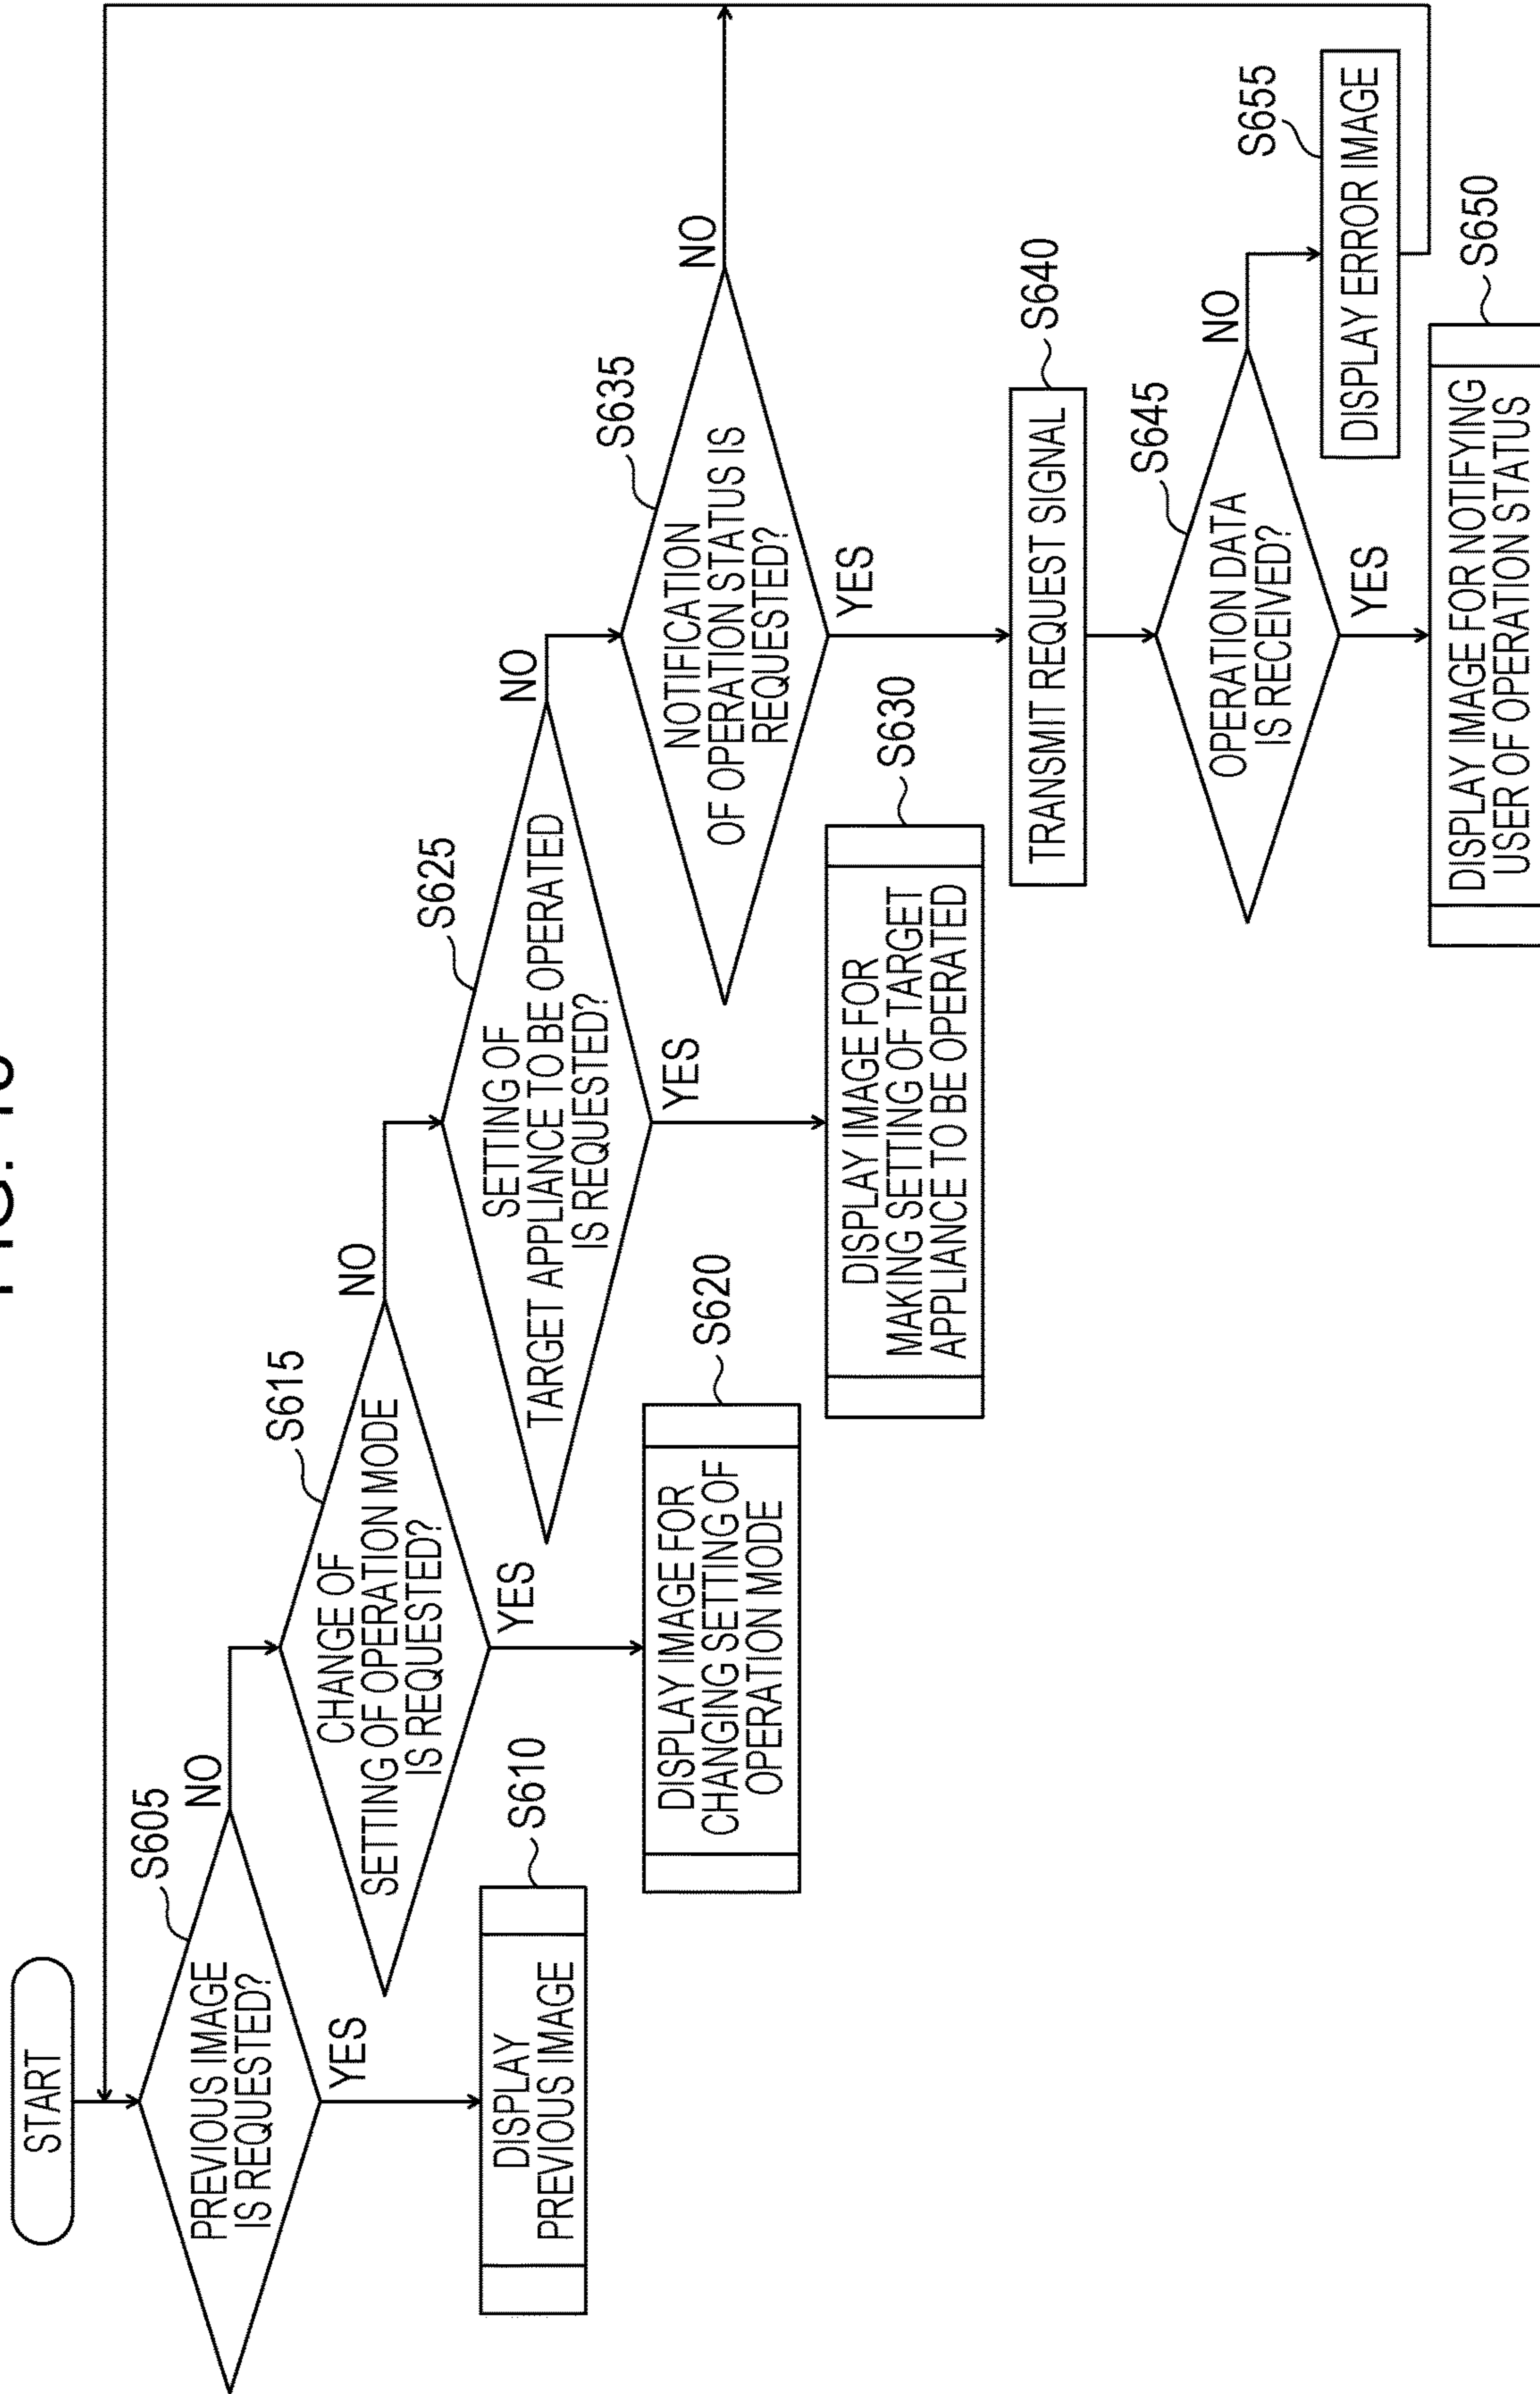 START
PREVIOUS IMAGE
IS REQUESTED?
S605
NO
YES
DISPLAY
PREVIOUS IMAGE
S610
CHANGE OF
SETTING OF OPERATION MODE
IS REQUESTED?
S615
NO
YES
DISPLAY IMAGE FOR
CHANGING SETTING OF
OPERATION MODE
S620
SETTING OF
TARGET APPLIANCE TO BE OPERATED
IS REQUESTED?
S625
NO
YES
DISPLAY IMAGE FOR
MAKING SETTING OF TARGET
APPLIANCE TO BE OPERATED
S630
NOTIFICATION
OF OPERATION STATUS IS
REQUESTED?
S635
NO
YES
TRANSMIT REQUEST SIGNAL
S640
OPERATION DATA
IS RECEIVED?
S645
NO
YES
DISPLAY ERROR IMAGE
S655
DISPLAY IMAGE FOR NOTIFYING
USER OF OPERATION STATUS
S650